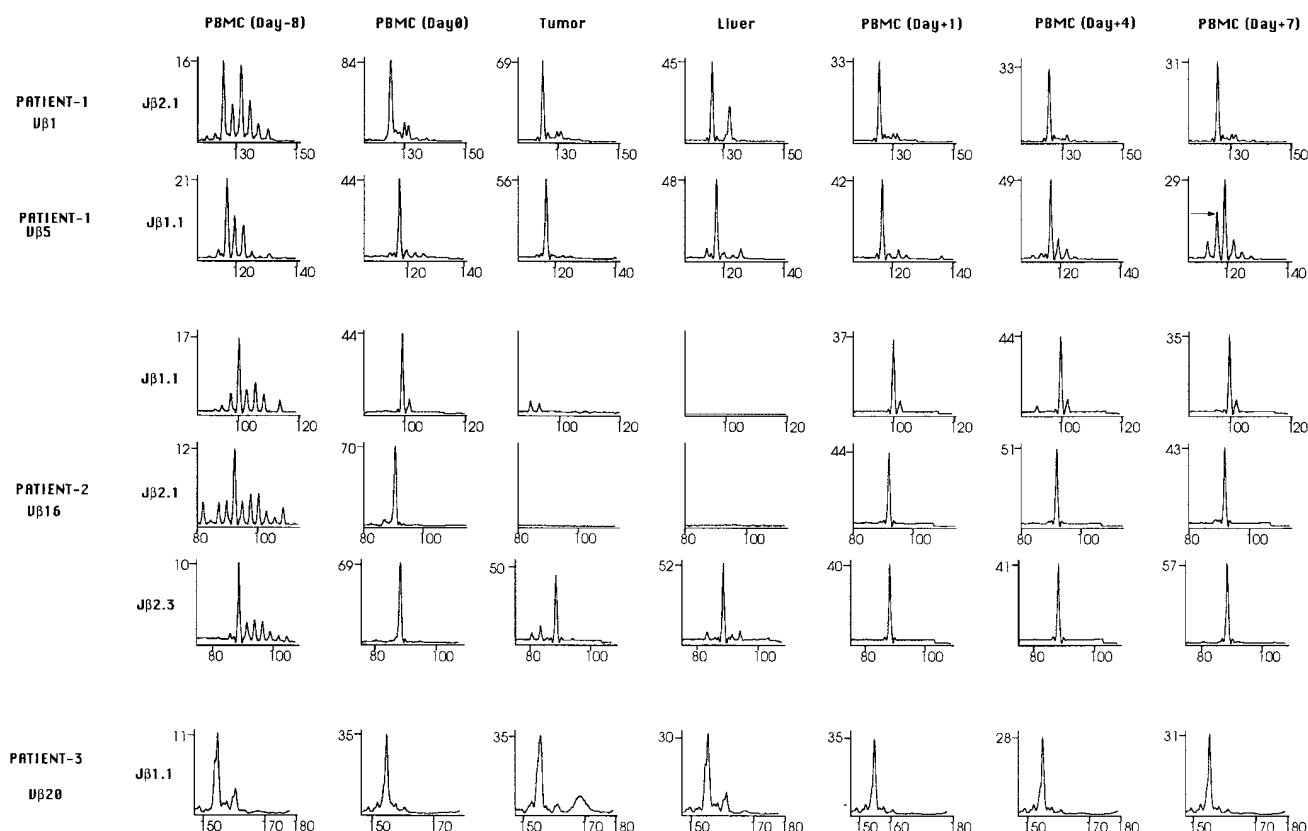 PBMC (Day-8) PBMC (Day0) Tumor Liver PBMC (Day+1) PBMC (Day+4) PBMC (Day+7)
16 84 69 45 33 33 31
PATIENT-1 Jβ2.1
Vβ1
130 150 130 150 130 150 130 150 130 150 130 150 130 150
21 44 56 48 42 49 29
PATIENT-1 Jβ1.1
Vβ5
120 140 120 140 120 140 120 140 120 140 120 140 120 140
17 44 37 44 35
Jβ1.1
100 120 100 120 100 120 100 120 100 120 100 120 100 120
12 70 44 51 43
PATIENT-2 Jβ2.1
Vβ16
80 100 80 100 80 100 80 100 80 100 80 100 80 100
10 69 50 52 40 41 57
Jβ2.3
80 100 80 100 80 100 80 100 80 100 80 100 80 100
11 35 35 30 35 28 31
PATIENT-3 Jβ1.1
Vβ20
150 170 180 150 170 180 150 170 180 150 170 180 150 170 180 150 170 180 150 170 180